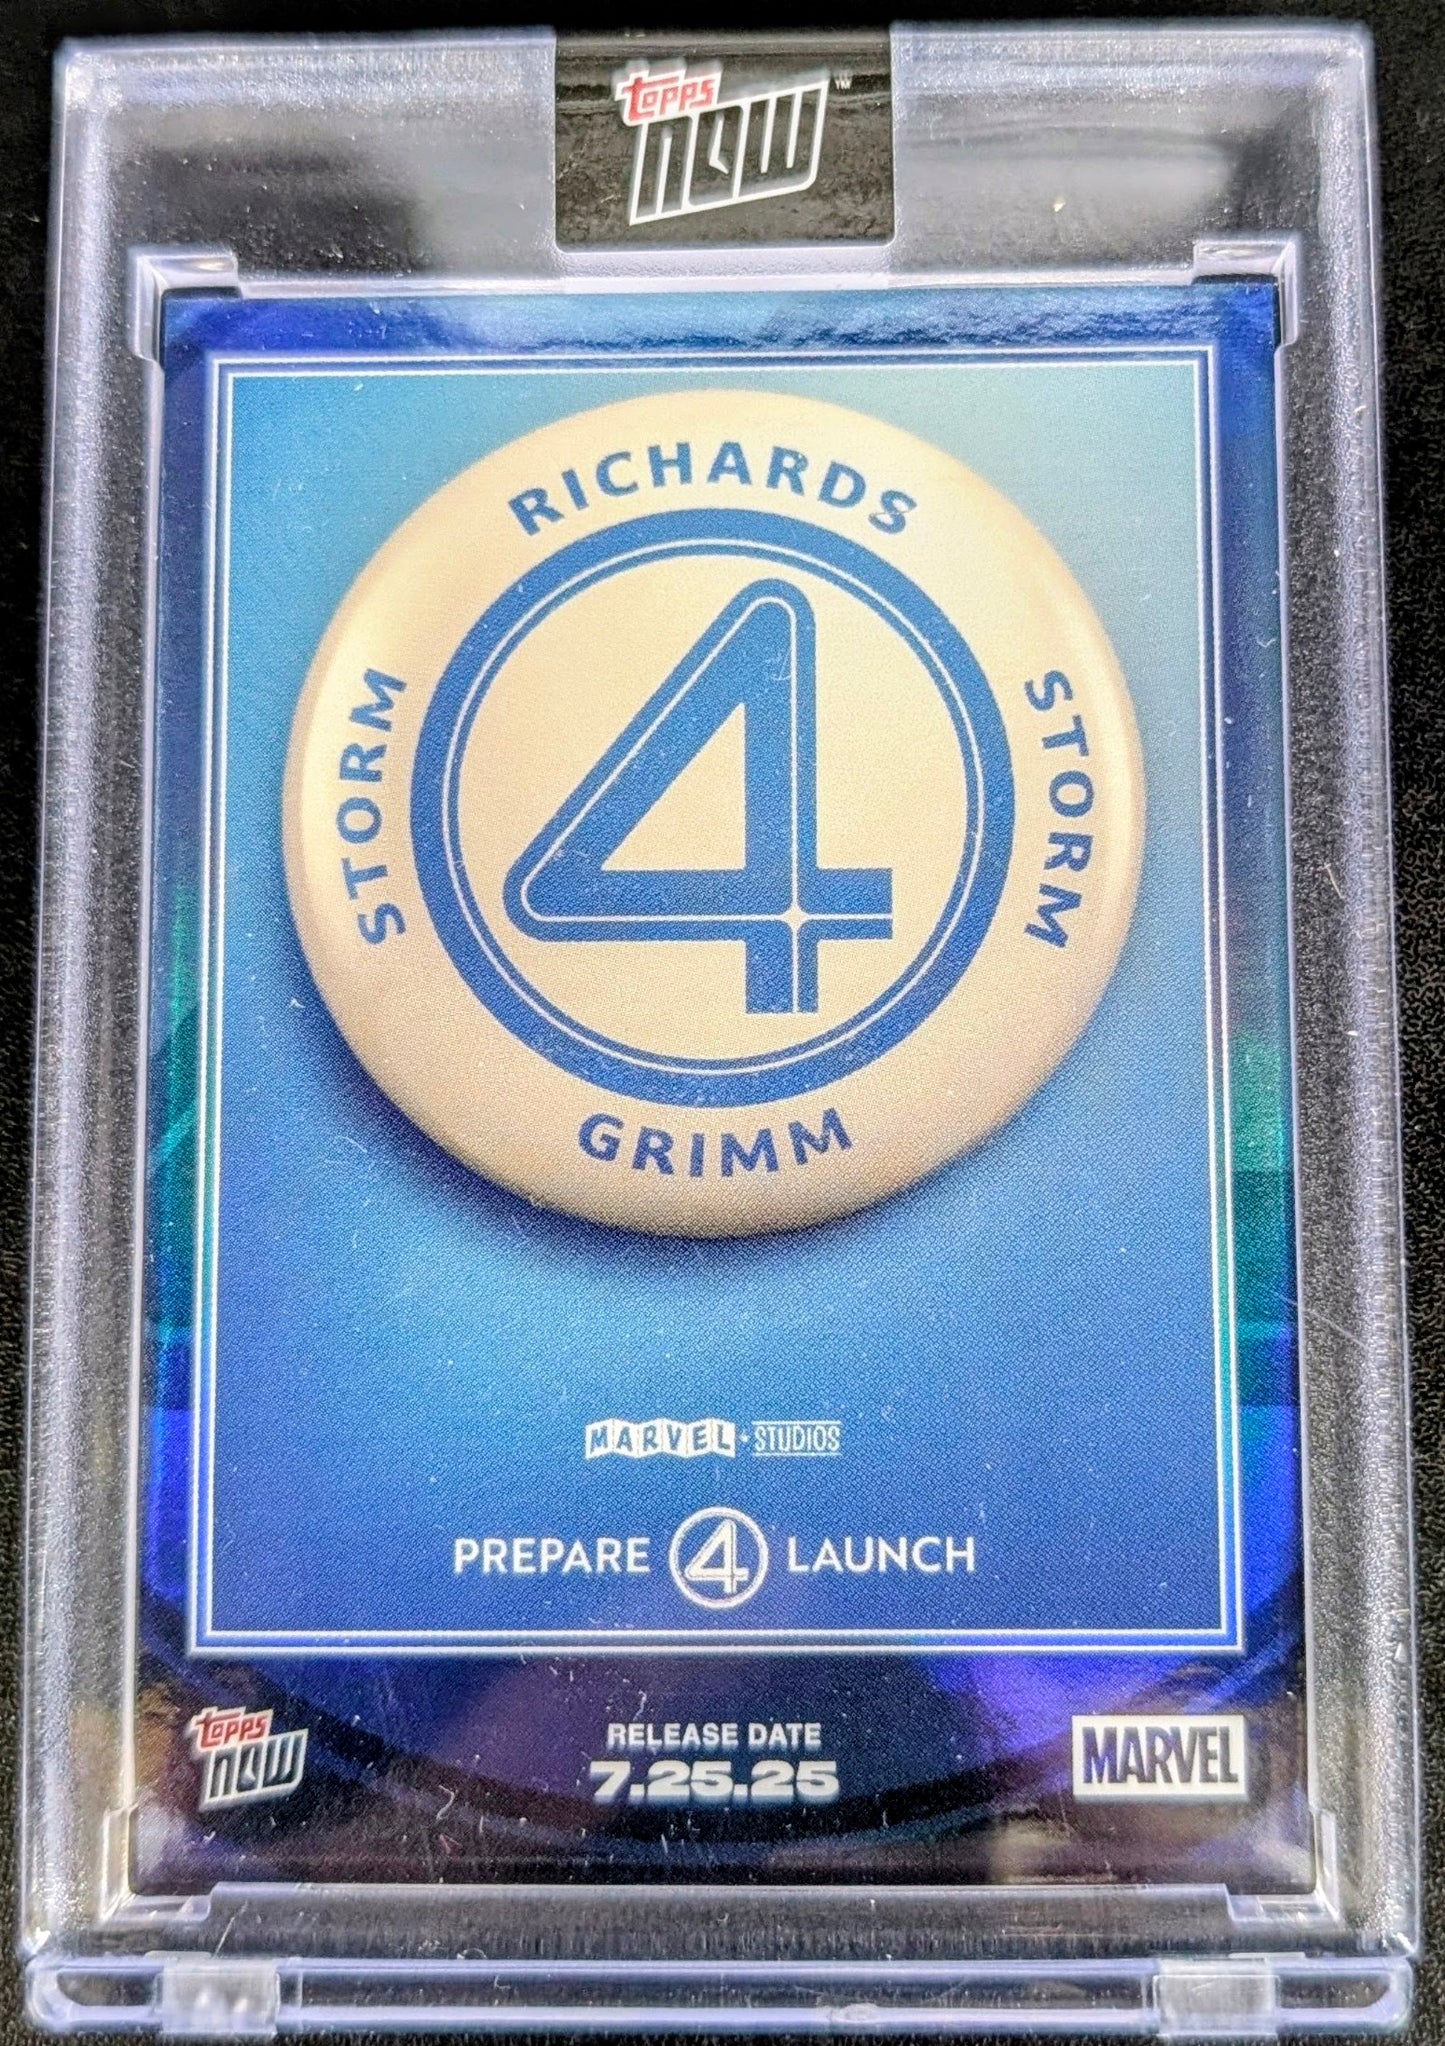 topps
now™
RICHARDS
STORM
STORM
4
GRIMM
MARVEL STUDIOS
PREPARE 4 LAUNCH
topps
now
RELEASE DATE
7.25.25
MARVEL